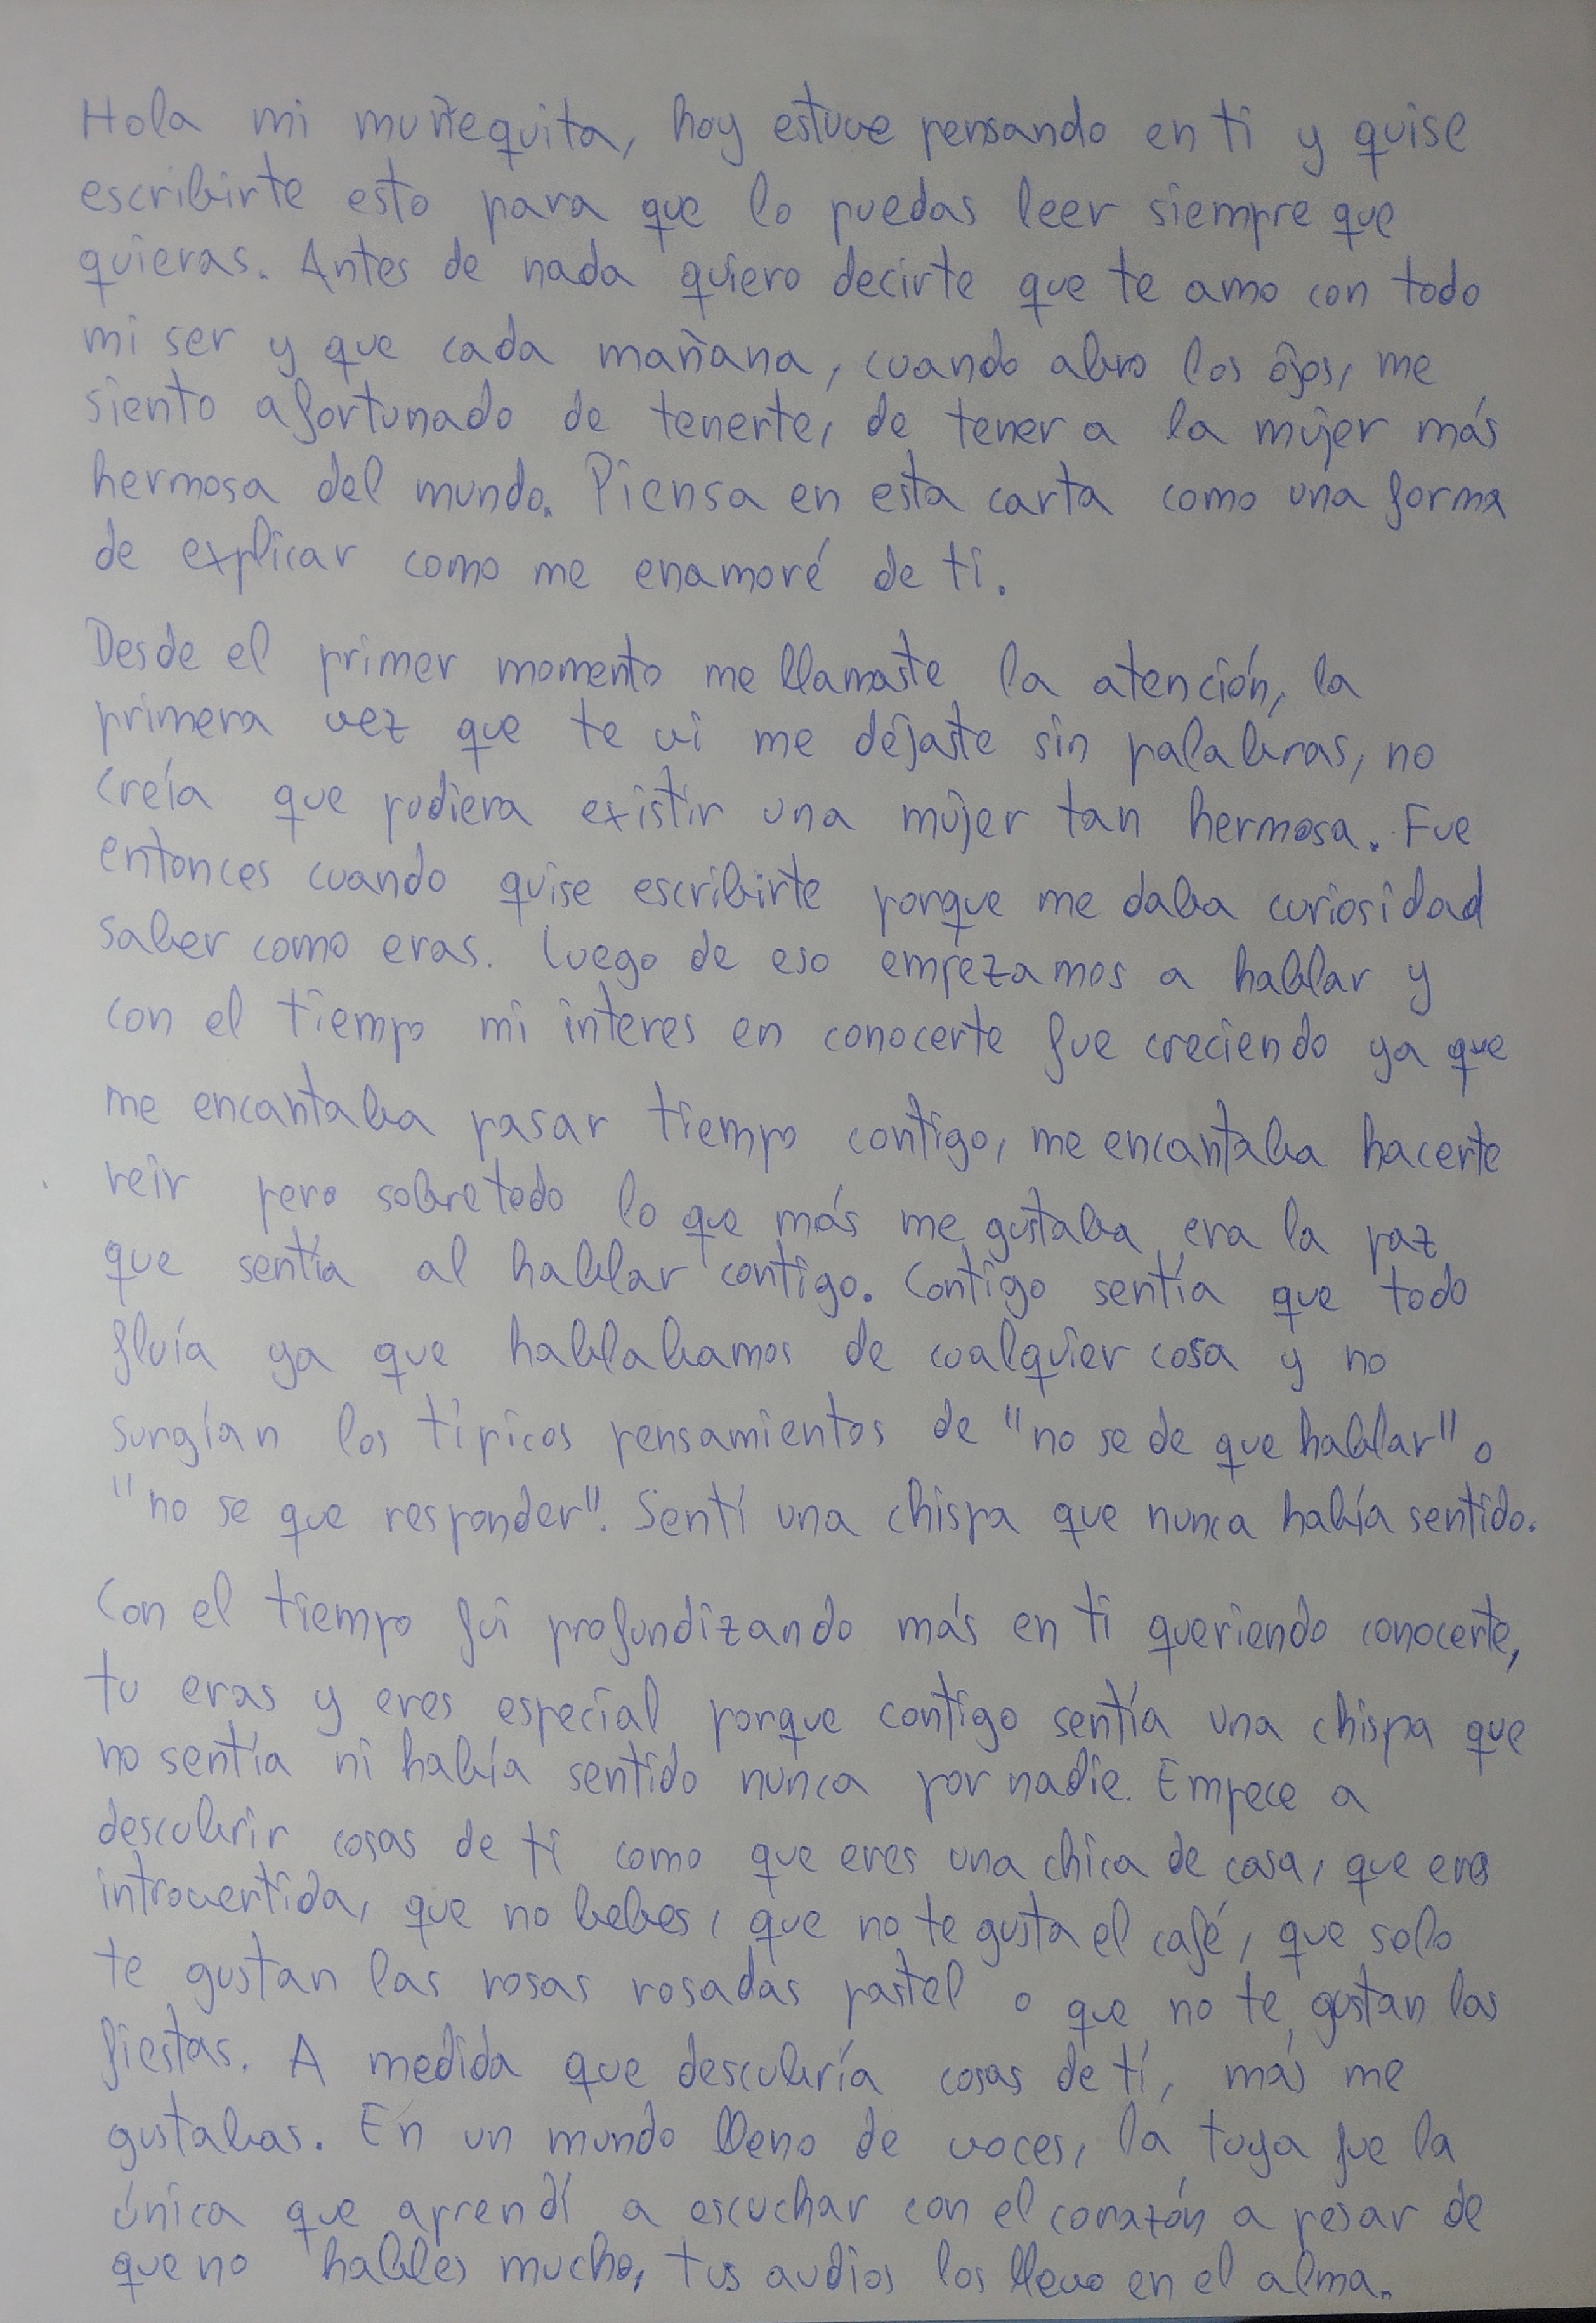 Hola mi muñequita, hoy estuve pensando en ti y quise
escribirte esto para que lo puedas leer siempre que
quieras. Antes de nada quiero decirte que te amo con todo
mi ser y que cada mañana, cuando abro los ojos, me
siento afortunado de tenerte, de tener a la mujer más
hermosa del mundo. Piensa en esta carta como una forma
de explicar como me enamoré de ti.
Desde el primer momento me llamaste la atención, la
primera vez que te vi me dejaste sin palabras, no
creía que pudiera existir una mujer tan hermosa. Fue
entonces cuando quise escribirte porque me daba curiosidad
saber como eras. Luego de eso empezamos a hablar y
con el tiempo mi interes en conocerte fue creciendo ya que
me encantaba pasar tiempo contigo, me encantaba hacerte
reir pero sobretodo lo que más me gustaba era la paz
que sentía al hablar contigo. Contigo sentía que todo
fluía ya que hablabamos de cualquier cosa y no
surgían los típicos pensamientos de "no se de que hablar" o
"no se que responder". Sentí una chispa que nunca había sentido.
Con el tiempo fui profundizando más en ti queriendo conocerte,
tu eras y eres especial porque contigo sentía una chispa que
no sentía ni había sentido nunca por nadie. Empece a
descubrir cosas de ti como que eres una chica de casa, que eres
introvertida, que no bebes, que no te gusta el café, que solo
te gustan las rosas rosadas pastel o que no te gustan las
fiestas. A medida que descubría cosas de tí, más me
gustabas. En un mundo lleno de voces, la tuya fue la
única que aprendí a escuchar con el corazón a pesar de
que no hables mucho, tus audios los llevo en el alma.